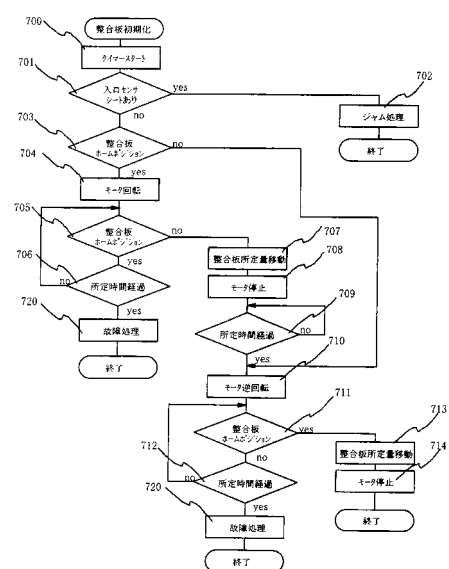 700
整合板初期化
タイマースタート
701
入口センサ
シートあり
yes
no
702
ジャム処理
終了
703
整合板
ホームポジション
no
yes
704
モータ回転
705
整合板
ホームポジション
no
yes
706
所定時間経過
no
yes
707
整合板所定量移動
708
モータ停止
709
所定時間経過
no
yes
720
故障処理
終了
710
モータ逆回転
711
整合板
ホームポジション
yes
no
712
所定時間経過
no
yes
713
整合板所定量移動
714
モータ停止
終了
720
故障処理
終了